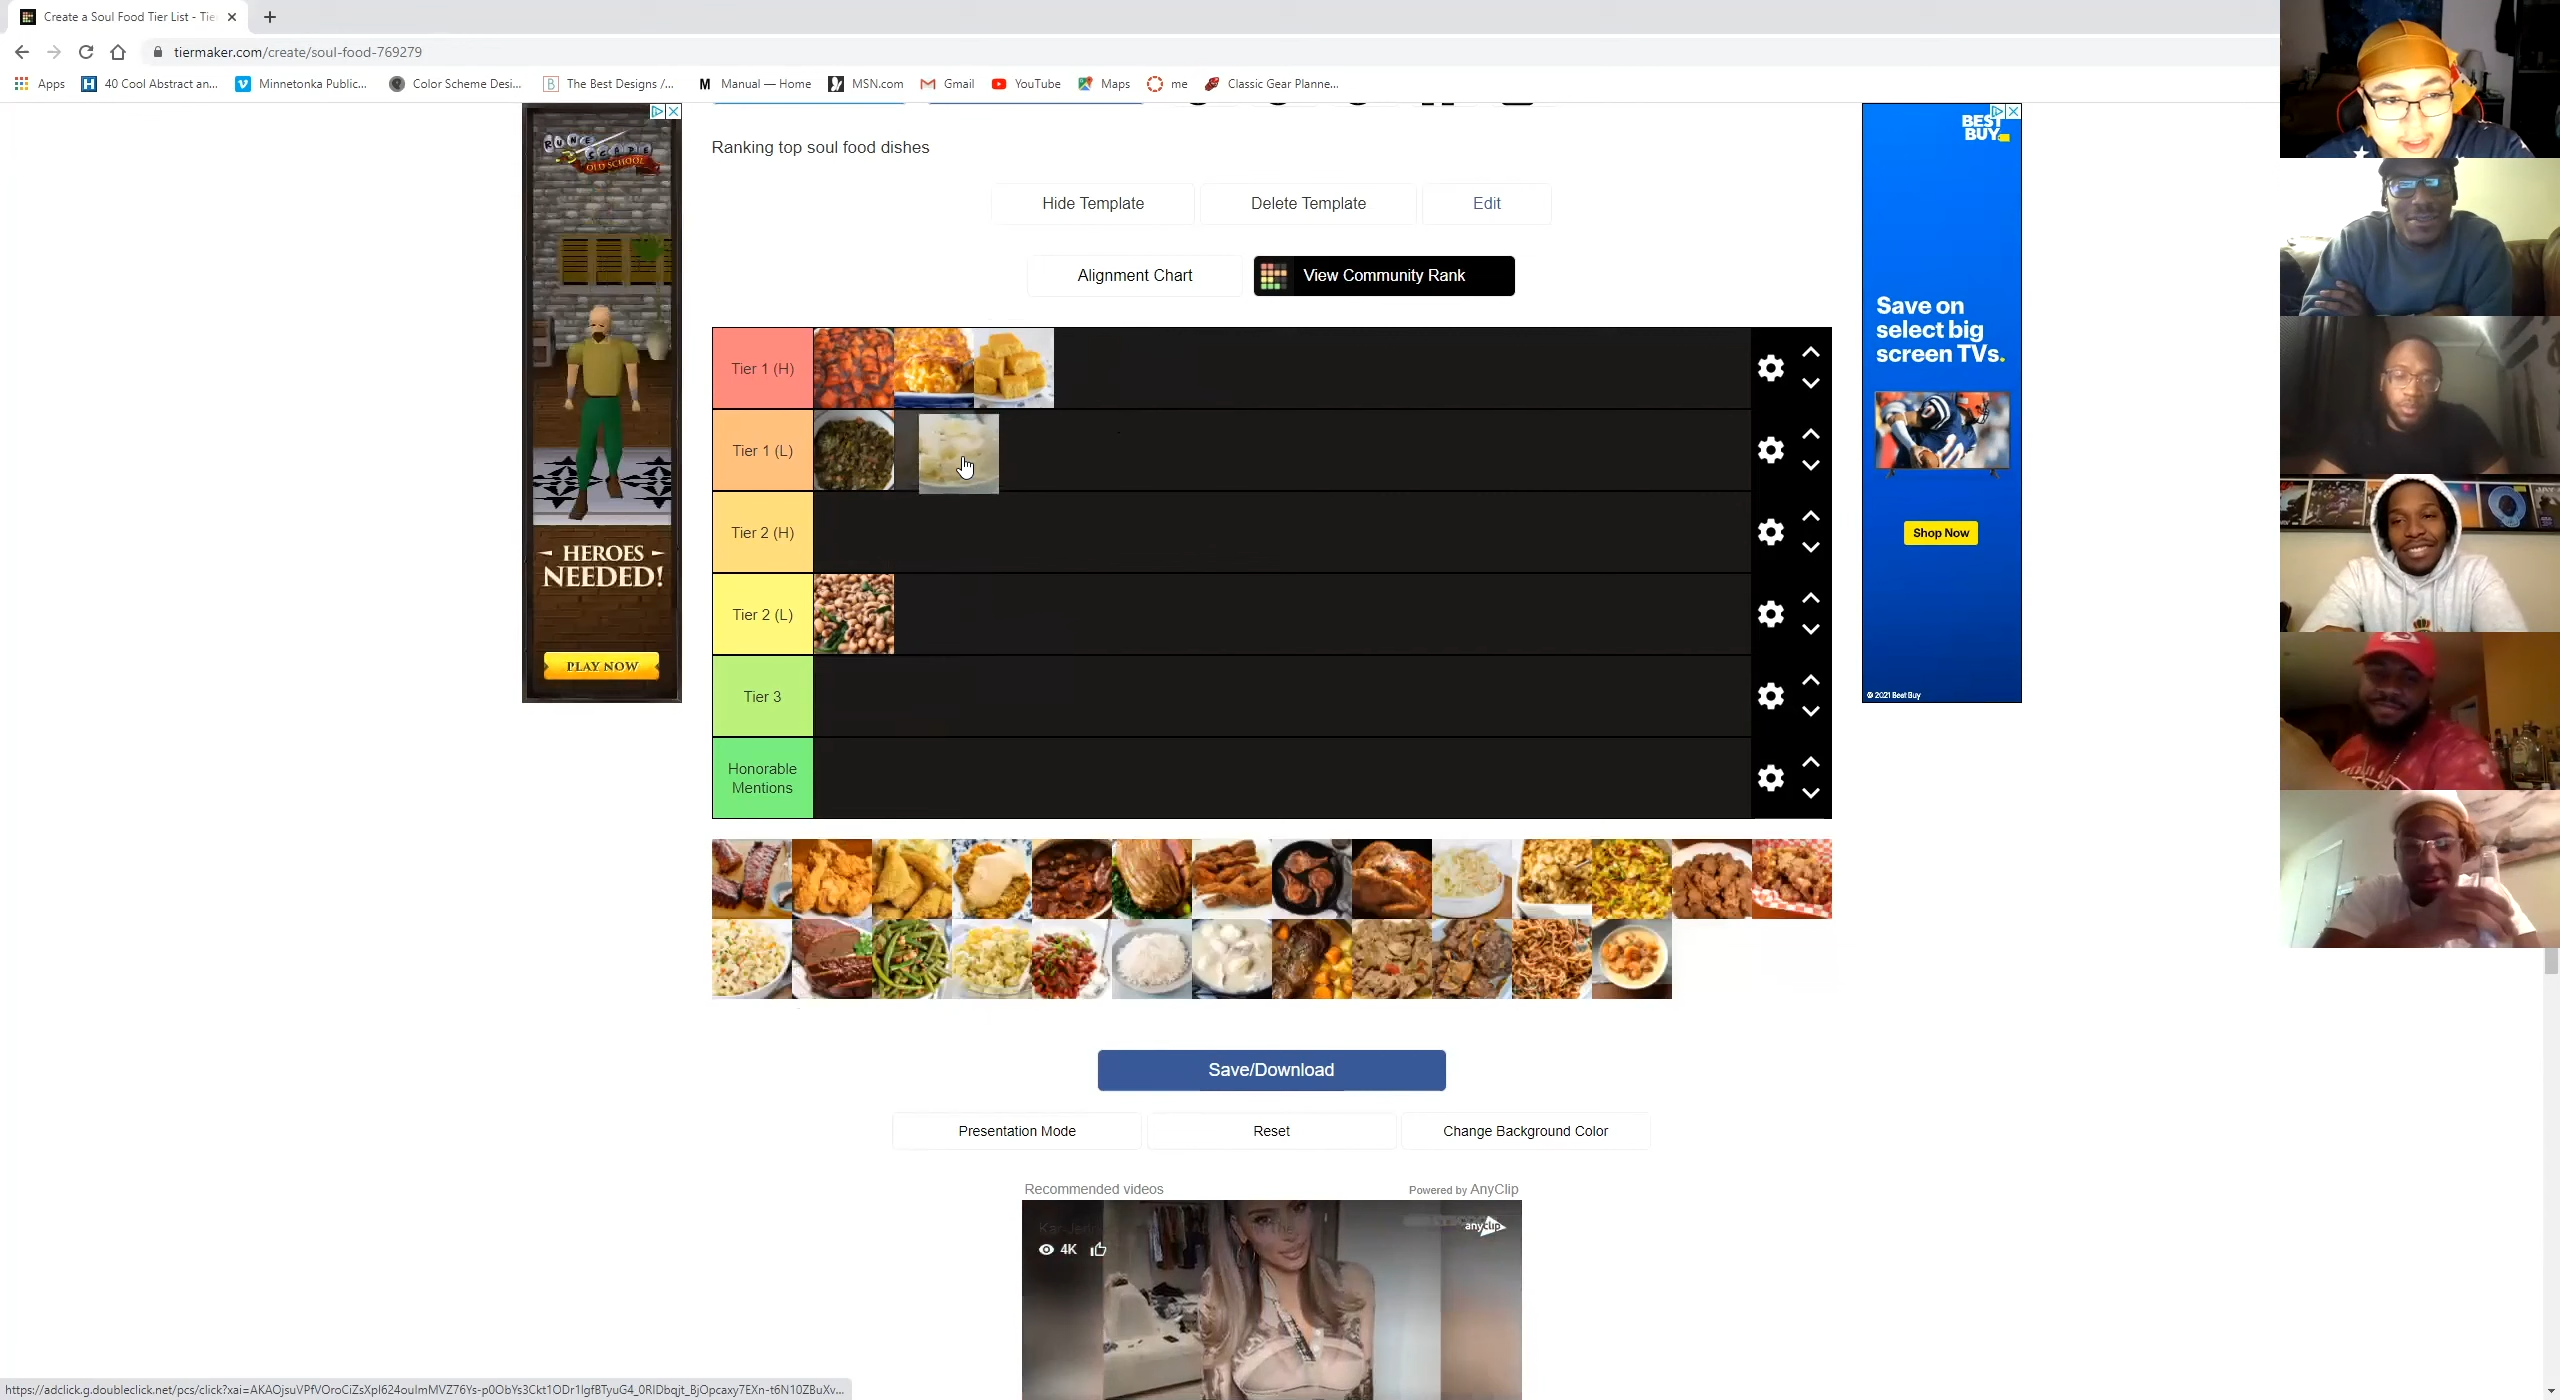 Create a Soul Food Tier List - Tie
tiermaker.com/create/soul-food-769279
Apps
40 Cool Abstract an...
Minnetonka Public...
Color Scheme Desi...
The Best Designs /...
Manual — Home
MSN.com
Gmail
YouTube
Maps
me
Classic Gear Planne...
RUNE SCAPE
OLD SCHOOL
HEROES
NEEDED!
PLAY NOW
Ranking top soul food dishes
Hide Template
Delete Template
Edit
Alignment Chart
View Community Rank
Tier 1 (H)
Tier 1 (L)
Tier 2 (H)
Tier 2 (L)
Tier 3
Honorable
Mentions
BEST
BUY
Save on
select big
screen TVs.
Shop Now
© 2021 Best Buy
Save/Download
Presentation Mode
Reset
Change Background Color
Recommended videos
Powered by AnyClip
anyclip
4K